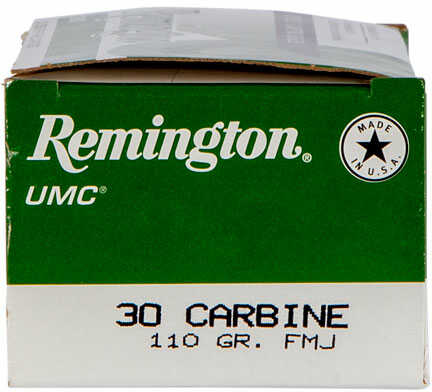 Remington®
MADE
IN U.S.A.
UMC®
30 CARBINE
110 GR. FMJ